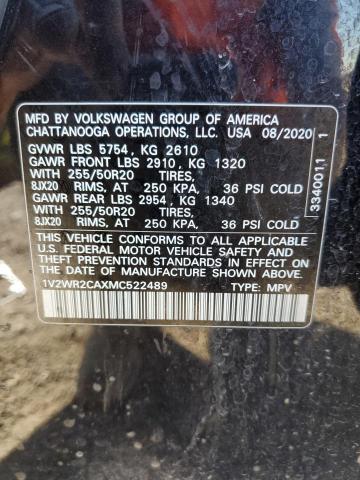 MFD BY VOLKSWAGEN GROUP OF AMERICA
CHATTANOOGA OPERATIONS, LLC. USA 08/2020
GVWR LBS 5754, KG 2610
GAWR FRONT LBS 2910, KG 1320
WITH 255/50R20 TIRES,
8JX20 RIMS, AT 250 KPA, 36 PSI COLD
GAWR REAR LBS 2954, KG 1340
WITH 255/50R20 TIRES,
8JX20 RIMS, AT 250 KPA, 36 PSI COLD
THIS VEHICLE CONFORMS TO ALL APPLICABLE
U.S. FEDERAL MOTOR VEHICLE SAFETY AND
THEFT PREVENTION STANDARDS IN EFFECT ON
THE DATE OF MANUFACTURE SHOWN ABOVE.
1V2WR2CAXMC522489 TYPE: MPV
3340011 1